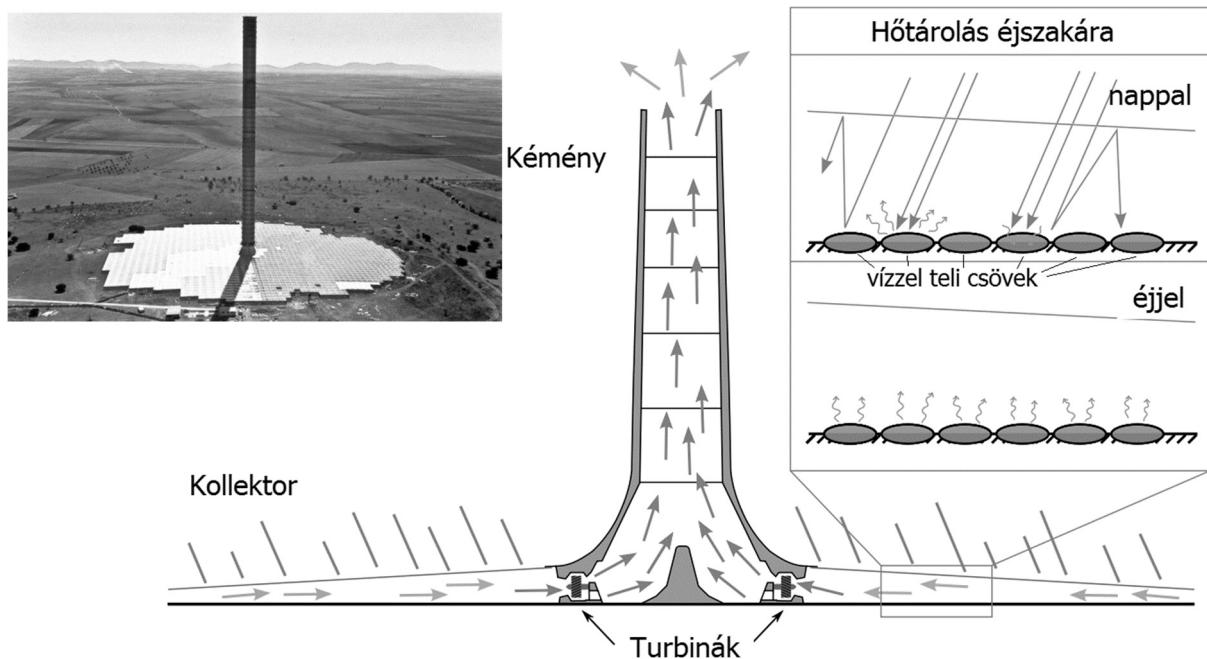 Hőtárolás éjszakára
nappal
Kémény
vízzel teli csövek
éjjel
Kollektor
Turbinák